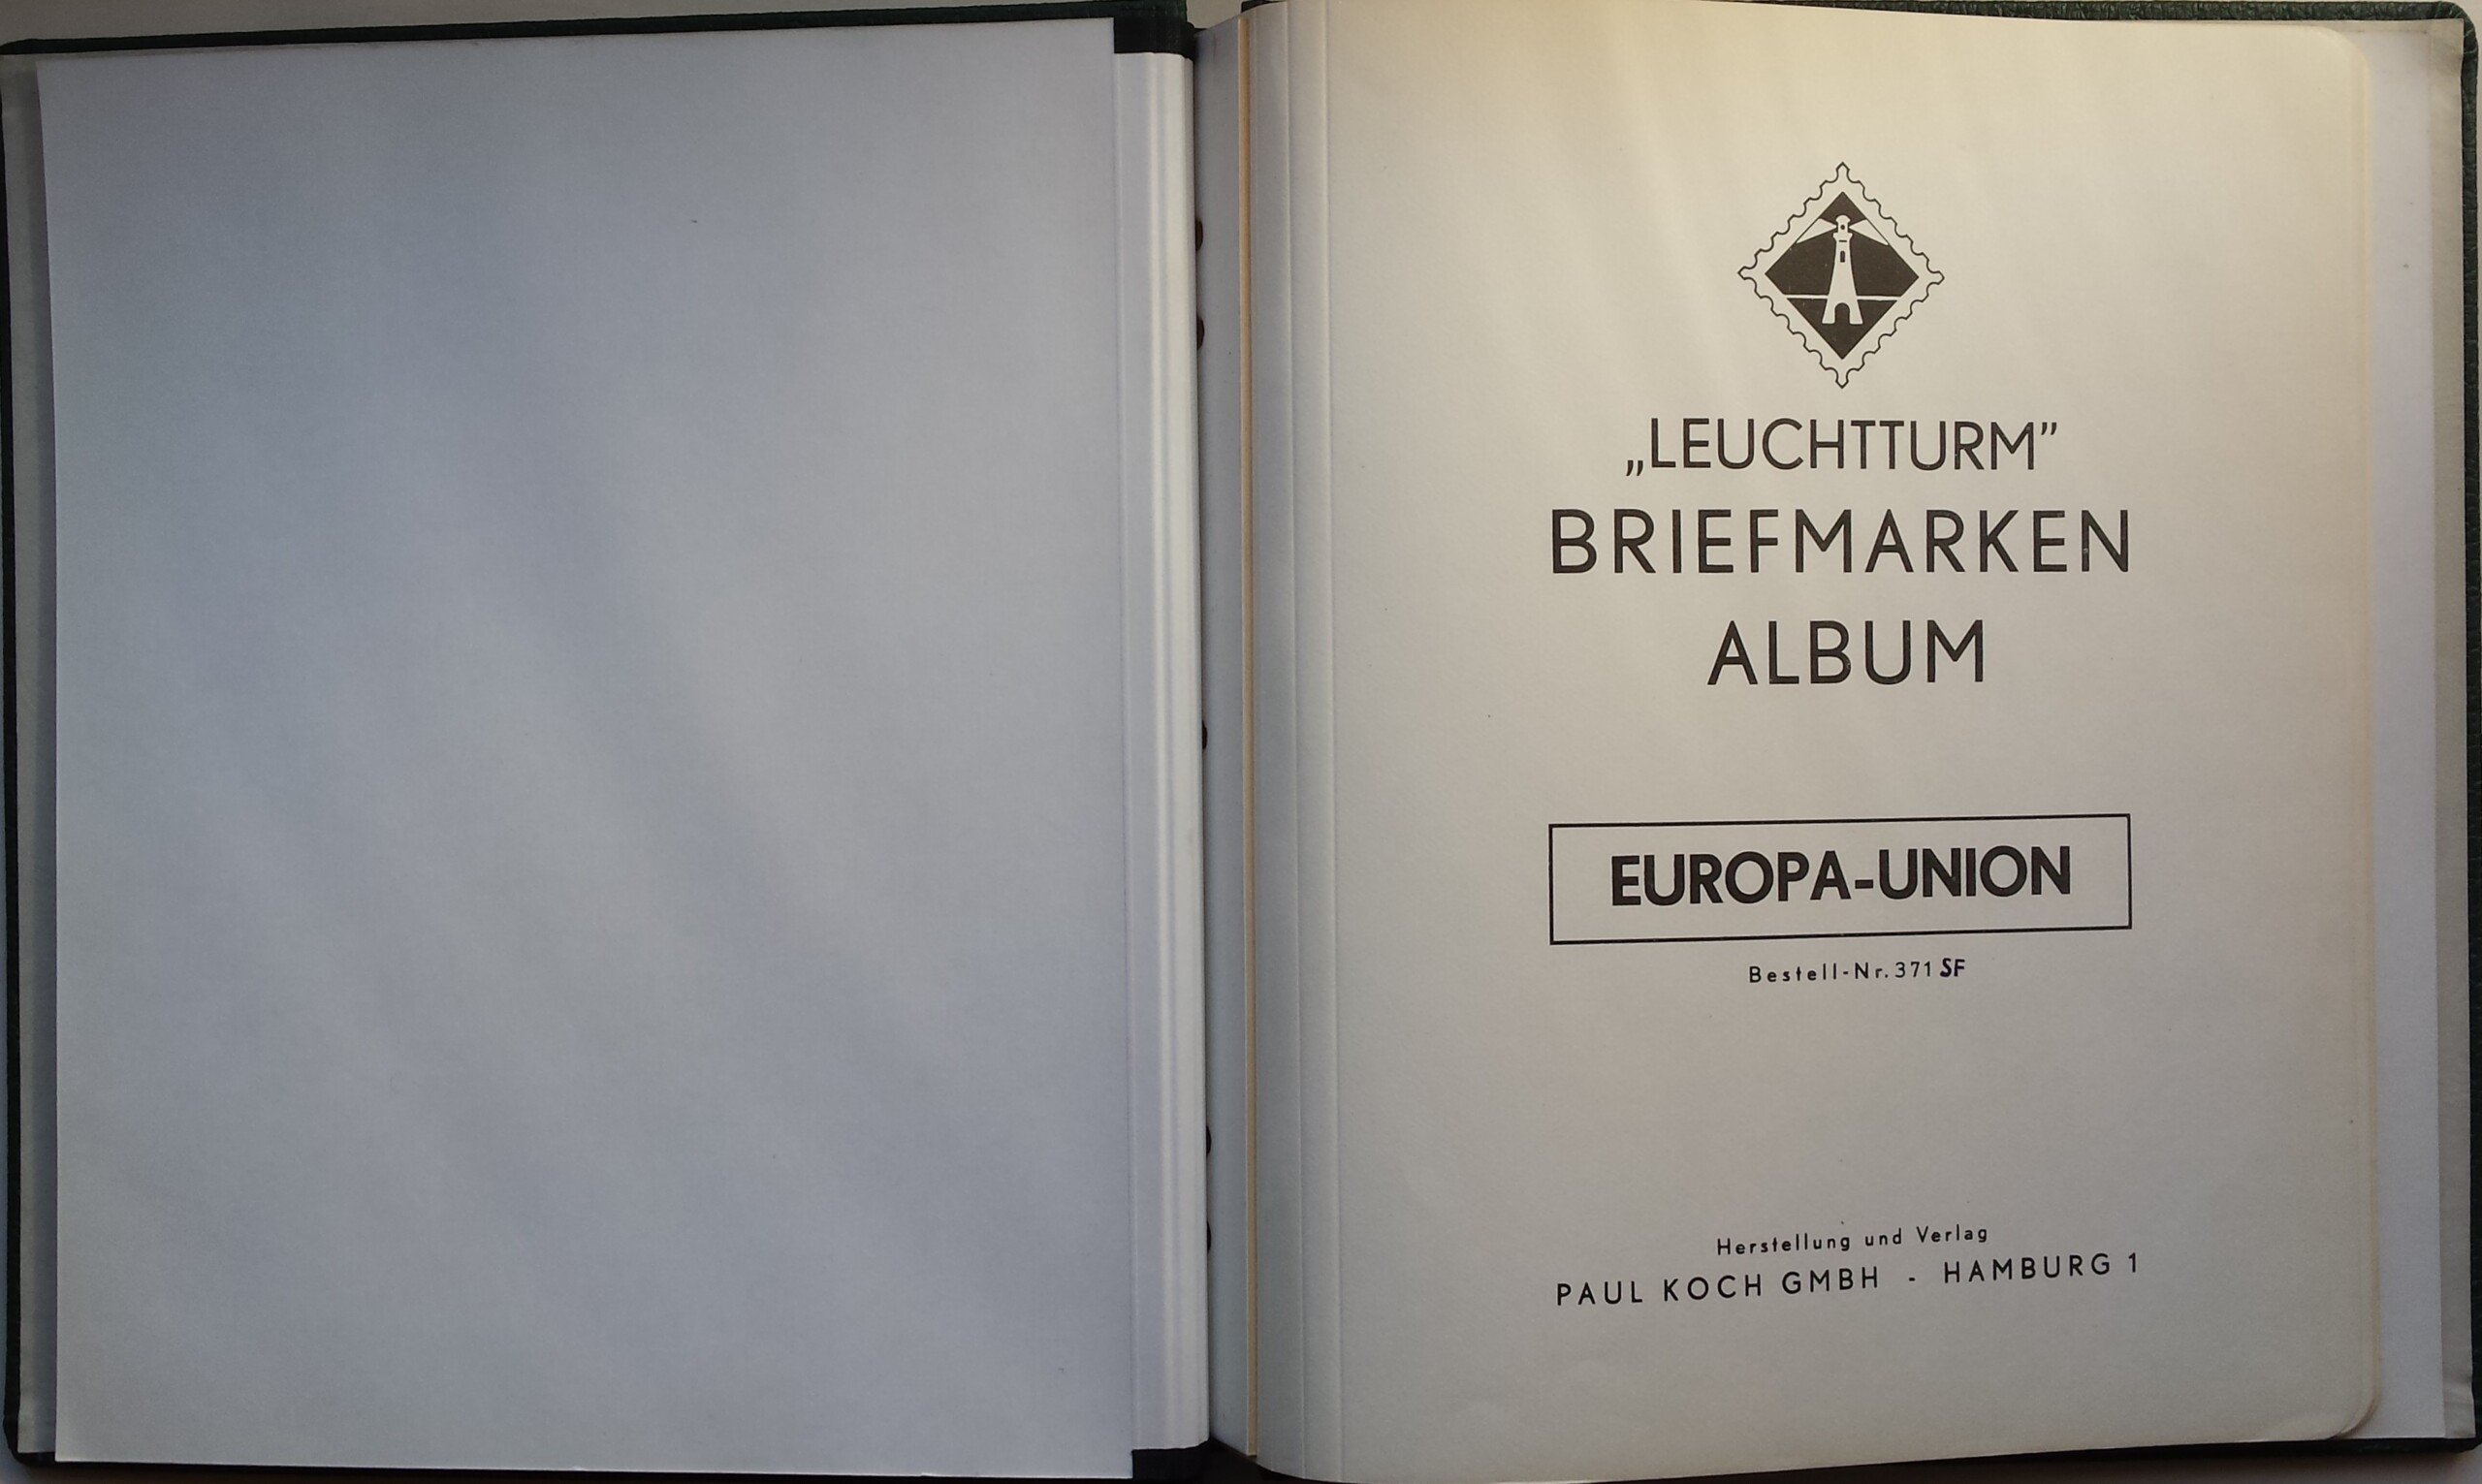 „LEUCHTTURM”
BRIEFMARKEN
ALBUM
EUROPA-UNION
Bestell-Nr. 371 SF
Herstellung und Verlag
PAUL KOCH GMBH - HAMBURG 1